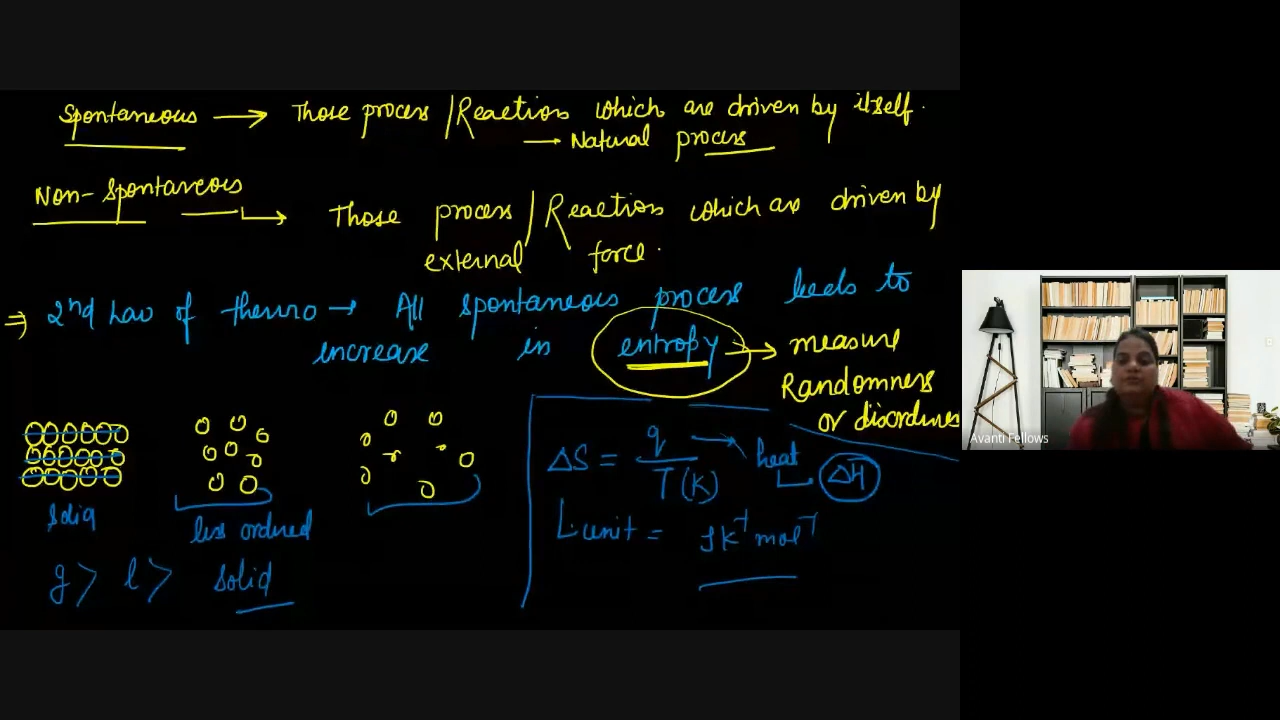 Spontaneous → Those process / Reaction which are driven by itself.
→ Natural process
Non-spontaneous → Those process / Reaction which are driven by
external force.
⇒ 2nd Law of thermo → All spontaneous process leads to
increase in entropy → measure
Randomness
or disorderness
ΔS = q / T(K) → heat
ΔH
Solid
less ordered
unit = J K⁻¹ mol⁻¹
g > l > solid
Avanti Fellows